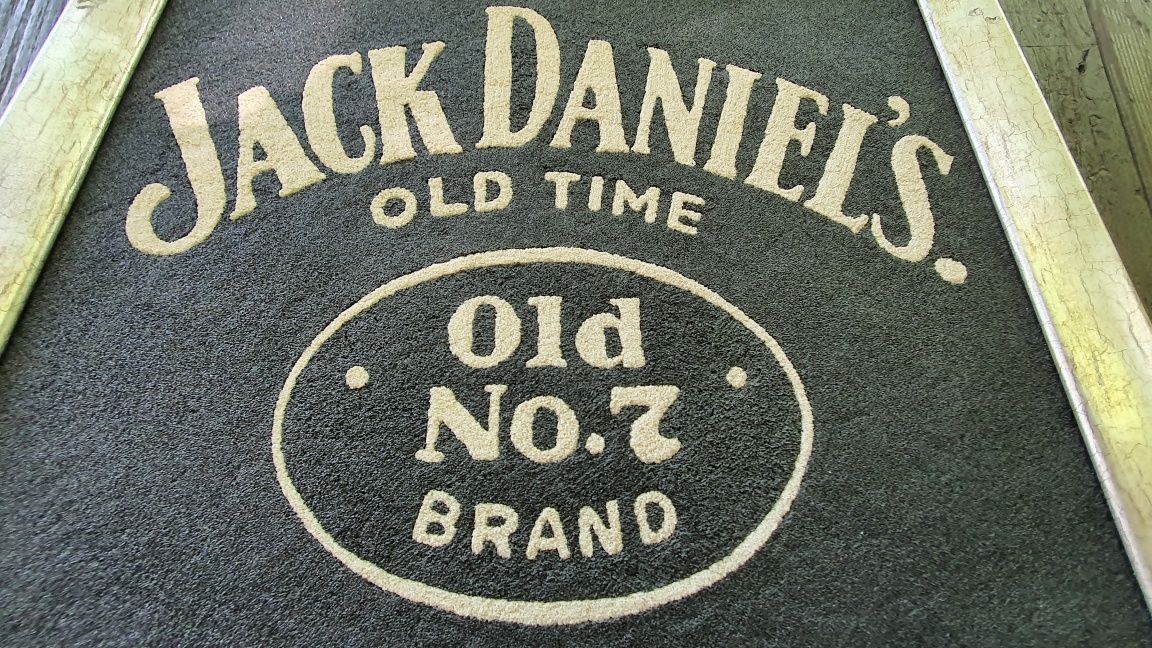 JACK DANIEL'S.
OLD TIME
Old
No.7
BRAND